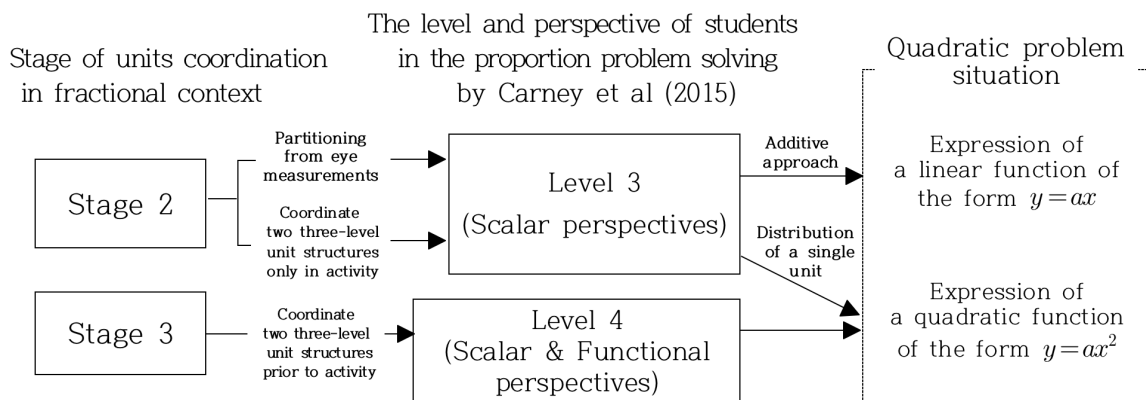 Stage of units coordination
in fractional context
The level and perspective of students
in the proportion problem solving
by Carney et al (2015)
Quadratic problem
situation
Stage 2
Partitioning
from eye
measurements
Coordinate
two three-level
unit structures
only in activity
Level 3
(Scalar perspectives)
Additive
approach
Distribution
of a single
unit
Expression of
a linear function of
the form y=ax
Stage 3
Coordinate
two three-level
unit structures
prior to activity
Level 4
(Scalar & Functional
perspectives)
Expression of
a quadratic function
of the form y=ax²